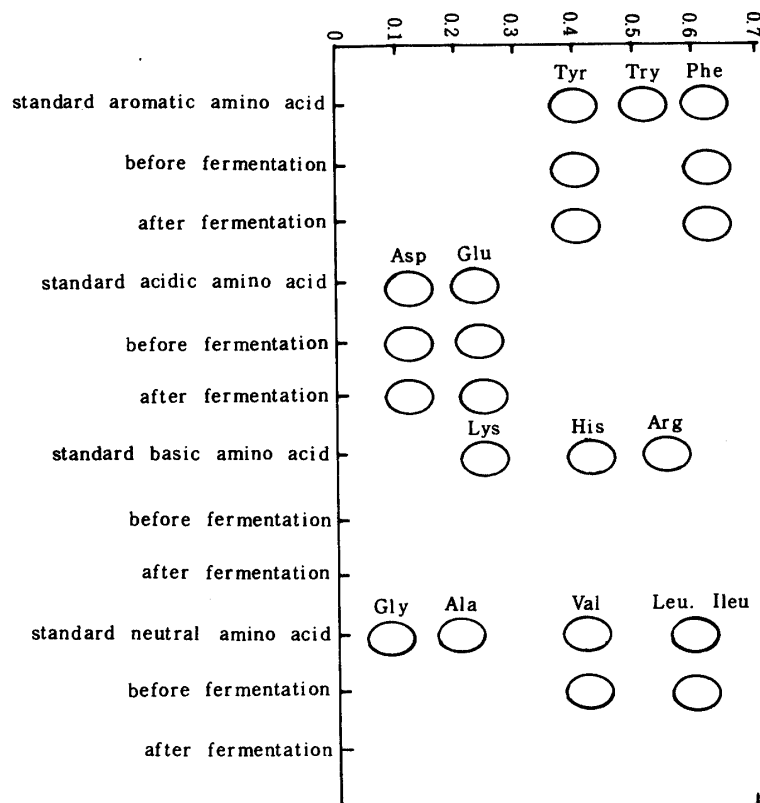 0 0.1 0.2 0.3 0.4 0.5 0.6 0.7
Tyr Try Phe
standard aromatic amino acid
before fermentation
after fermentation
Asp Glu
standard acidic amino acid
before fermentation
after fermentation
Lys His Arg
standard basic amino acid
before fermentation
after fermentation
Gly Ala Val Leu. Ileu
standard neutral amino acid
before fermentation
after fermentation